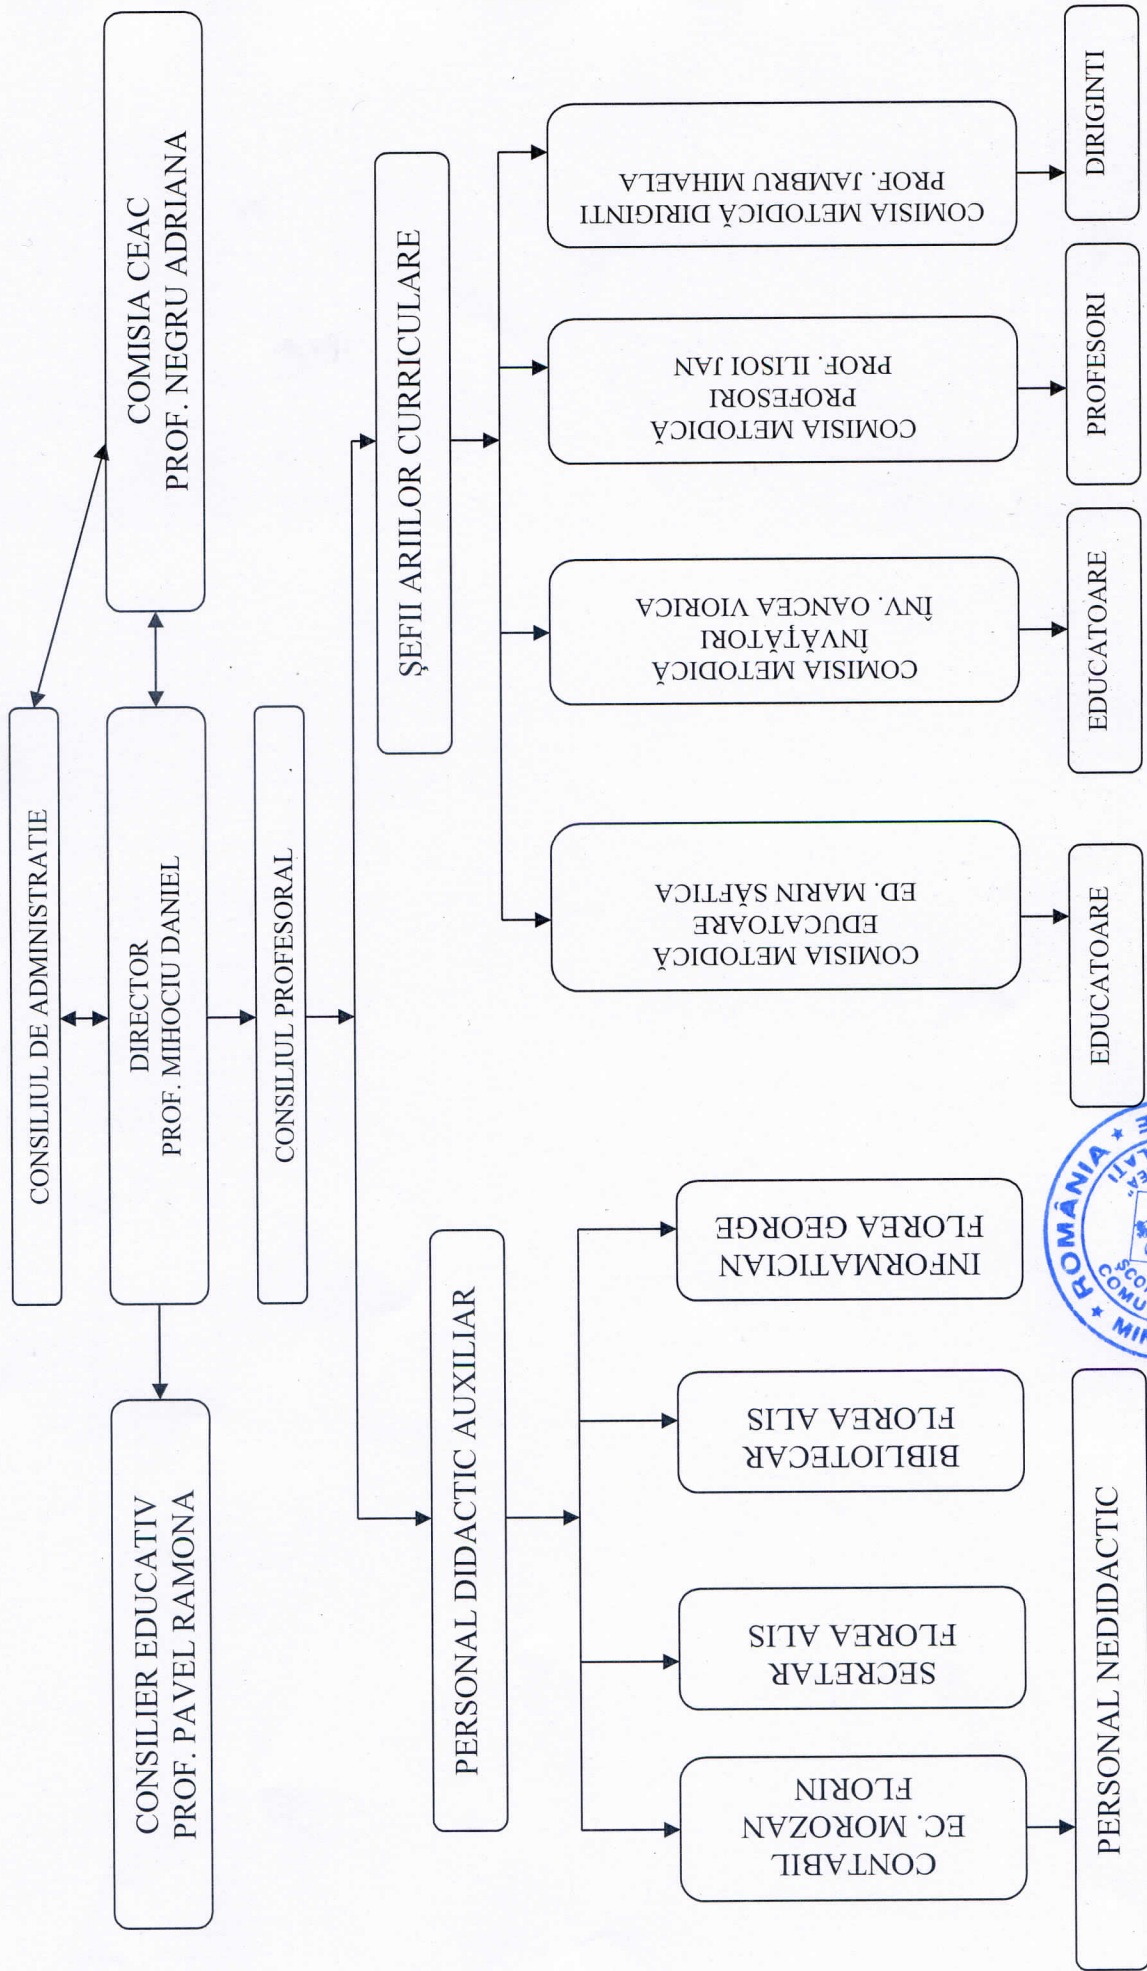 CONSILIUL DE ADMINISTRATIE
CONSILIER EDUCATIV
PROF. PAVEL RAMONA
DIRECTOR
PROF. MIHOCIU DANIEL
COMISIA CEAC
PROF. NEGRU ADRIANA
CONSILIUL PROFESORAL
PERSONAL DIDACTIC AUXILIAR
ŞEFII ARIILOR CURRICULARE
CONTABIL
EC. MOROZAN
FLORIN
SECRETAR
FLOREA ALIS
BIBLIOTECAR
FLOREA ALIS
INFORMATICIAN
FLOREA GEORGE
COMISIA METODICĂ
EDUCATOARE
ED. MARIN SĂFTICA
COMISIA METODICĂ
ÎNVĂŢĂTORI
ÎNV. OANCEA VIORICA
COMISIA METODICĂ
PROFESORI
PROF. ILISOI JAN
COMISIA METODICĂ DIRIGINTI
PROF. JAMBRU MIHAELA
PERSONAL NEDIDACTIC
EDUCATOARE
EDUCATOARE
PROFESORI
DIRIGINTI
ROMÂNIA